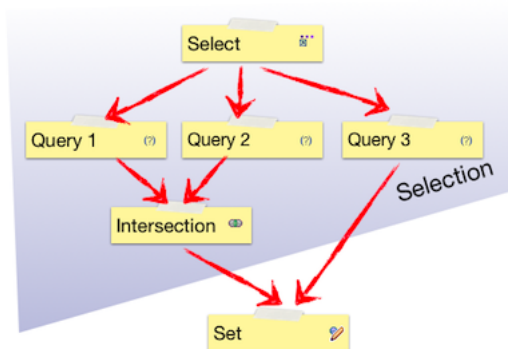 Select
Query 1 (?)
Query 2 (?)
Query 3 (?)
Selection
Intersection
Set